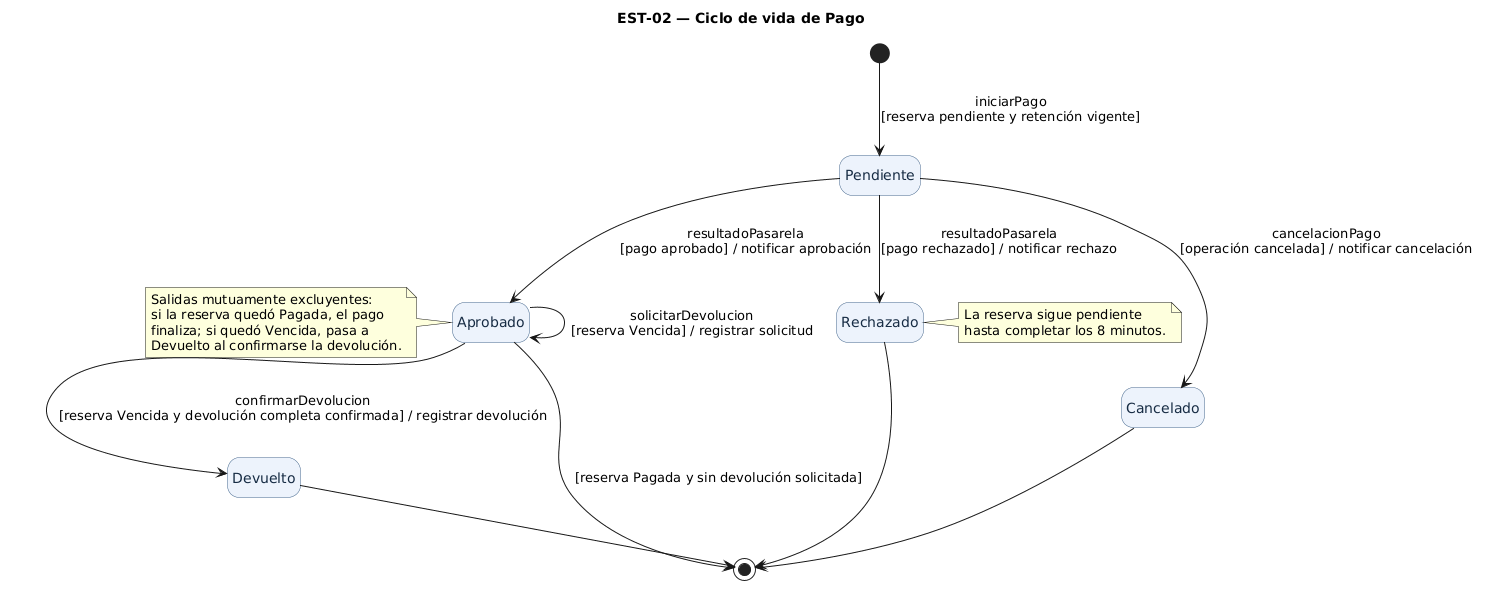 EST-02 — Ciclo de vida de Pago
iniciarPago
[reserva pendiente y retención vigente]
Pendiente
resultadoPasarela
[pago aprobado] / notificar aprobación
resultadoPasarela
[pago rechazado] / notificar rechazo
cancelacionPago
[operación cancelada] / notificar cancelación
Salidas mutuamente excluyentes:
si la reserva quedó Pagada, el pago
finaliza; si quedó Vencida, pasa a
Devuelto al confirmarse la devolución.
Aprobado
solicitarDevolucion
[reserva Vencida] / registrar solicitud
Rechazado
La reserva sigue pendiente
hasta completar los 8 minutos.
confirmarDevolucion
[reserva Vencida y devolución completa confirmada] / registrar devolución
Cancelado
Devuelto
[reserva Pagada y sin devolución solicitada]